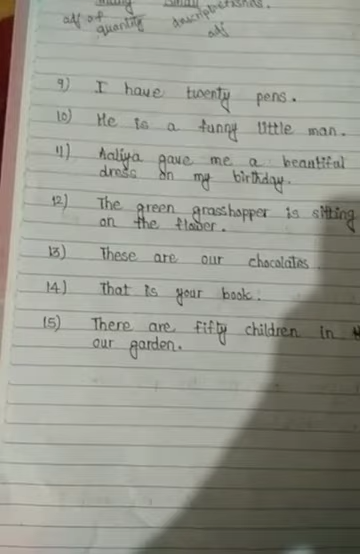 adj of quantity
adj
9) I have twenty pens.
10) He is a funny little man.
11) Aaliya gave me a beautiful
dress on my birthday.
12) The green grasshopper is sitting
on the flower.
13) These are our chocolates.
14) That is your book.
15) There are fifty children in
our garden.